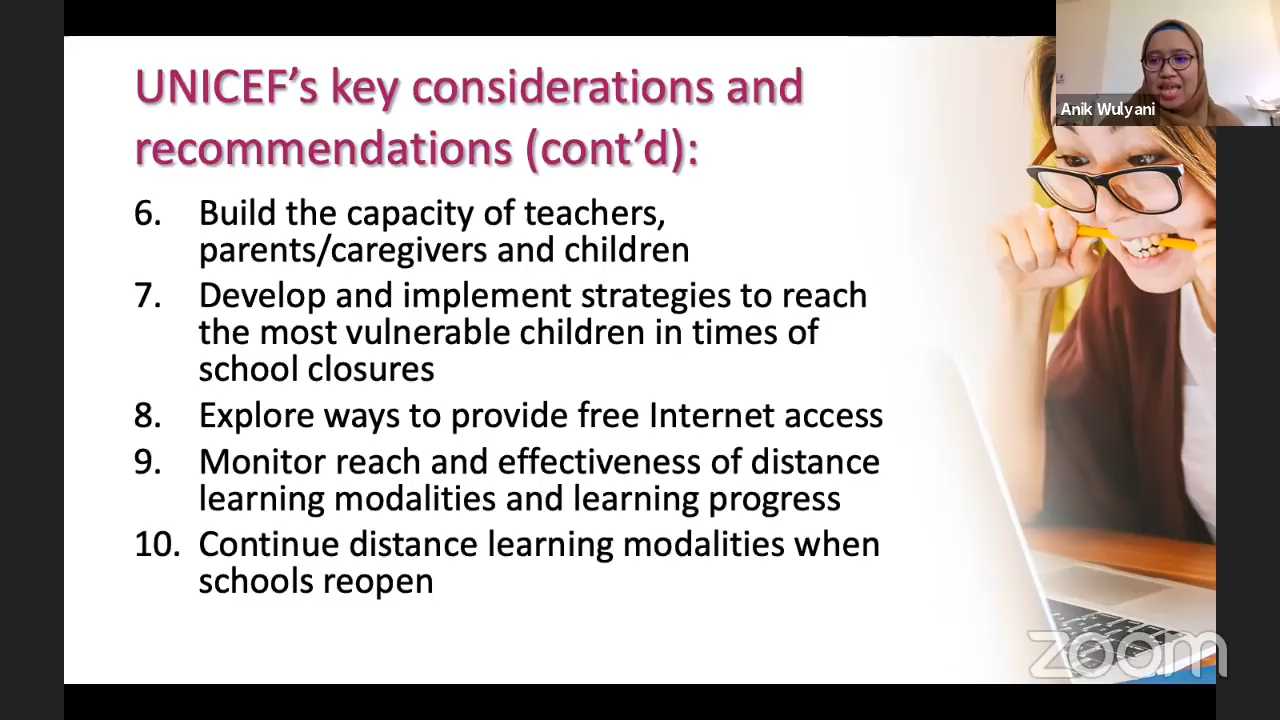 UNICEF's key considerations and
recommendations (cont'd):
6. Build the capacity of teachers,
parents/caregivers and children
7. Develop and implement strategies to reach
the most vulnerable children in times of
school closures
8. Explore ways to provide free Internet access
9. Monitor reach and effectiveness of distance
learning modalities and learning progress
10. Continue distance learning modalities when
schools reopen
Anik Wulyani
zoom